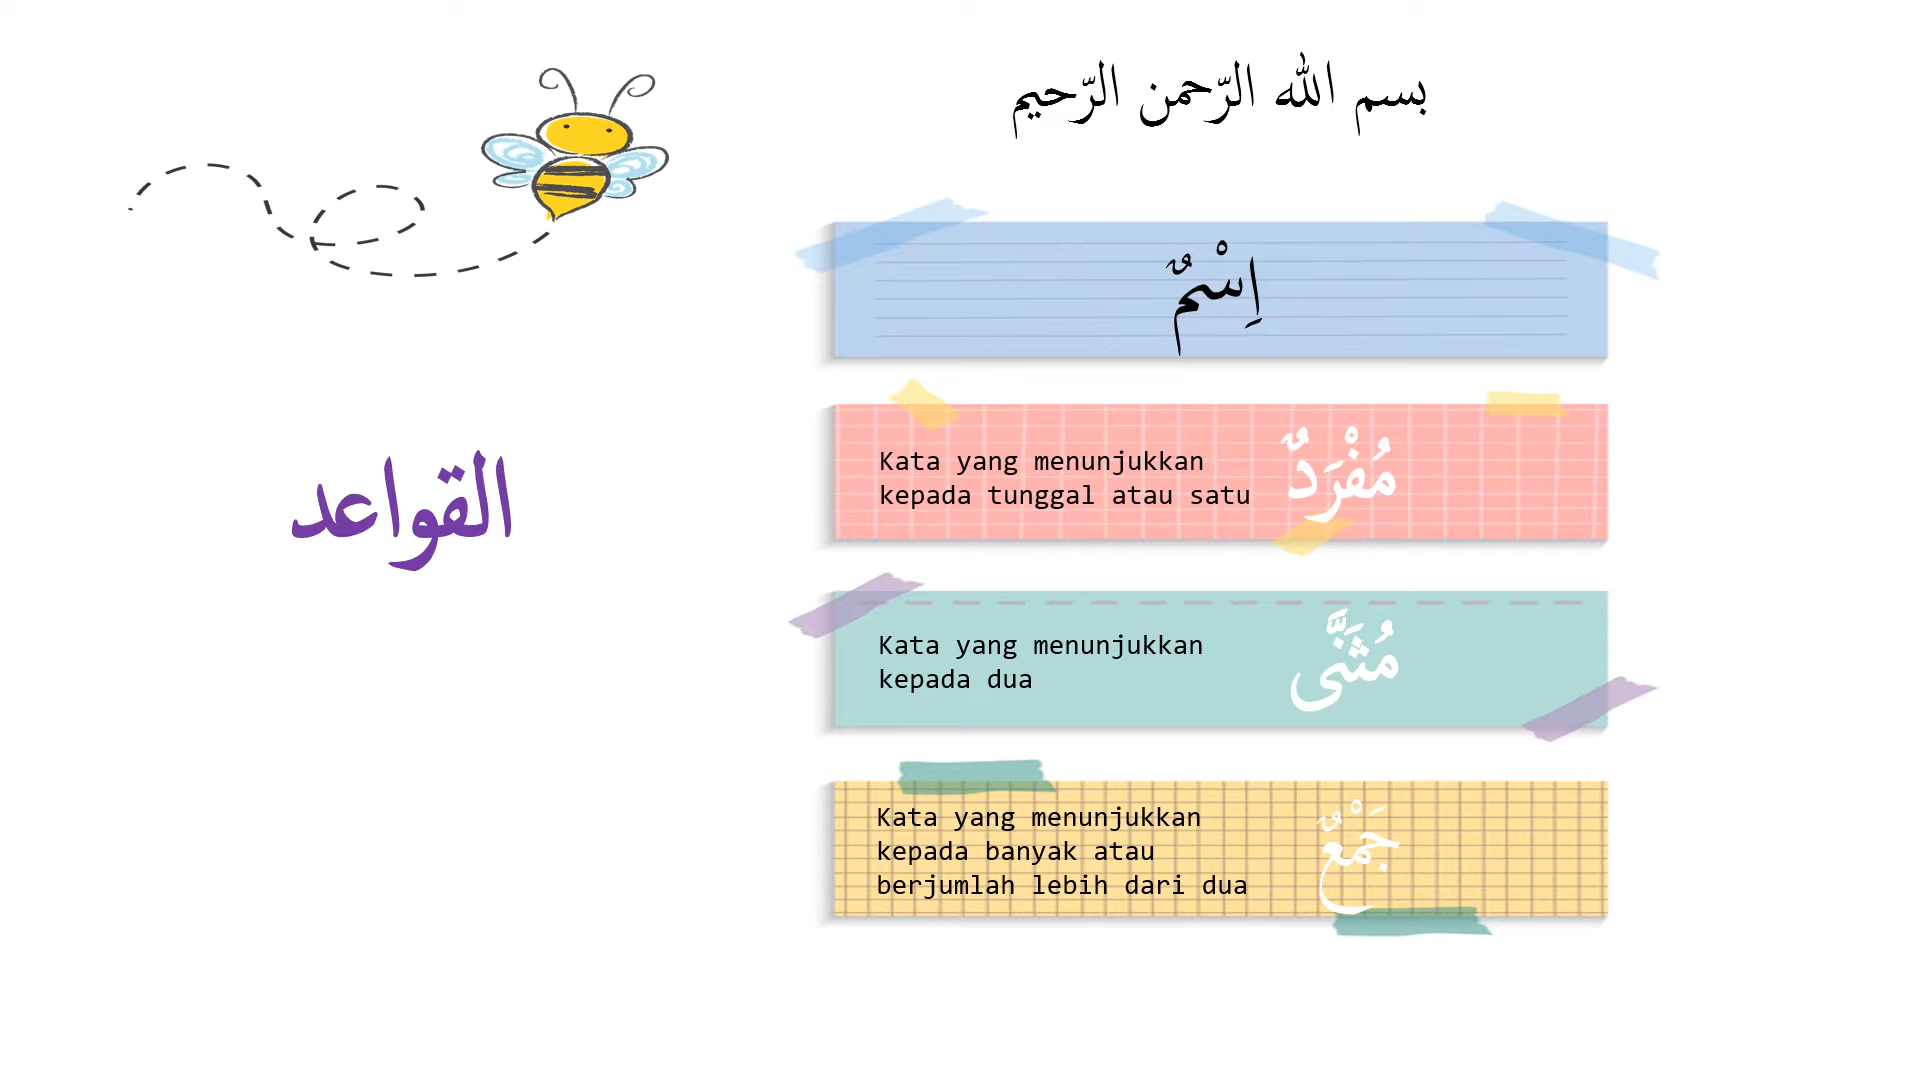 بسم الله الرّحمن الرّحيم
القواعد
اِسْمٌ
مُفْرَدٌ
Kata yang menunjukkan
kepada tunggal atau satu
مُثَنَّى
Kata yang menunjukkan
kepada dua
جَمْعٌ
Kata yang menunjukkan
kepada banyak atau
berjumlah lebih dari dua